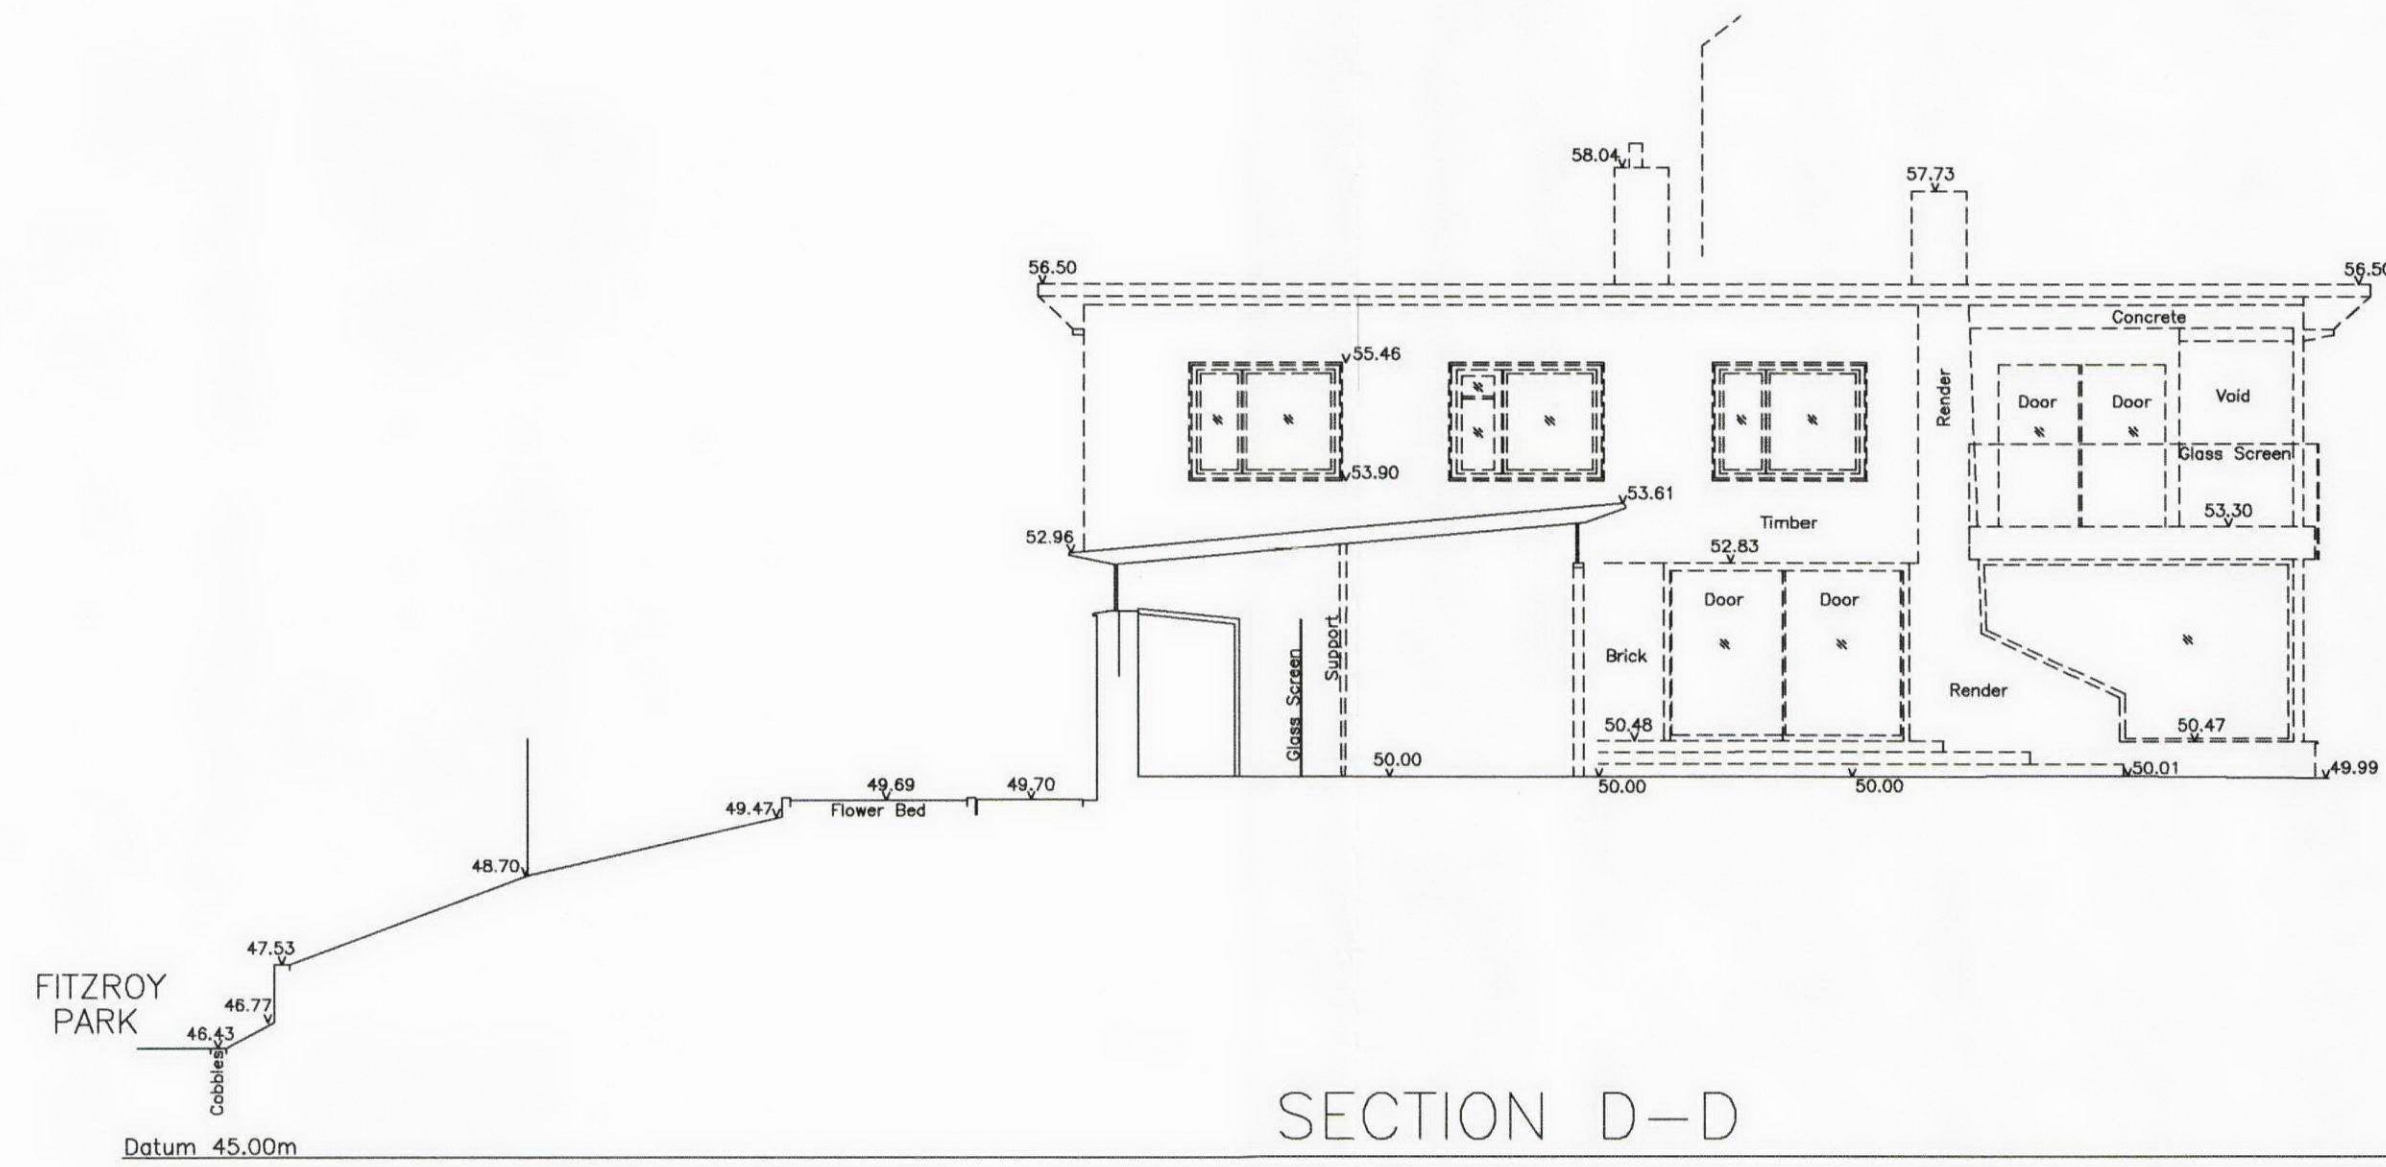 58.04
57.73
56.50
56.50
Concrete
55.46
Render
Door
Door
Void
Glass Screen
53.90
53.61
Timber
53.30
52.96
52.83
Door
Door
Support
Glass Screen
Brick
Render
50.48
50.47
50.00
50.01
49.99
50.00
50.00
49.69
49.70
49.47
Flower Bed
48.70
47.53
FITZROY
PARK
46.77
46.43
Cobbles
SECTION D-D
Datum 45.00m